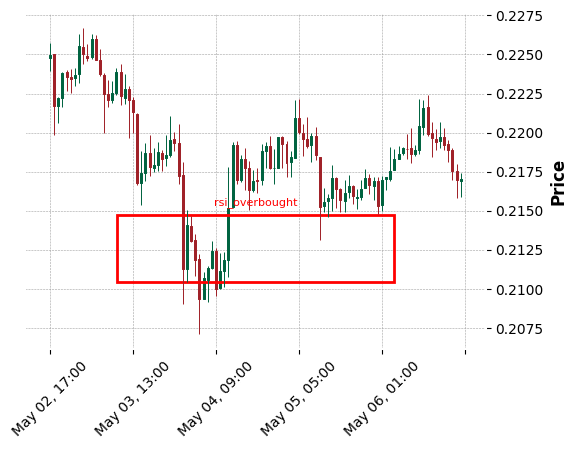 0.2275
0.2250
0.2225
0.2200
0.2175
0.2150
0.2125
0.2100
0.2075
Price
rsi_overbought
May 02, 17:00
May 03, 13:00
May 04, 09:00
May 05, 05:00
May 06, 01:00